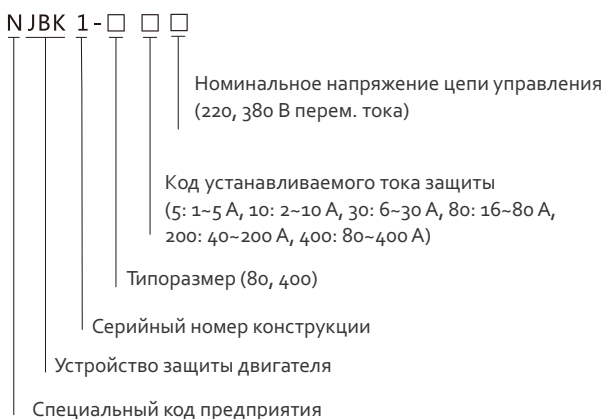 NJBK 1-□ □ □
Номинальное напряжение цепи управления
(220, 380 В перем. тока)
Код устанавливаемого тока защиты
(5: 1~5 А, 10: 2~10 А, 30: 6~30 А, 80: 16~80 А,
200: 40~200 А, 400: 80~400 А)
Типоразмер (80, 400)
Серийный номер конструкции
Устройство защиты двигателя
Специальный код предприятия